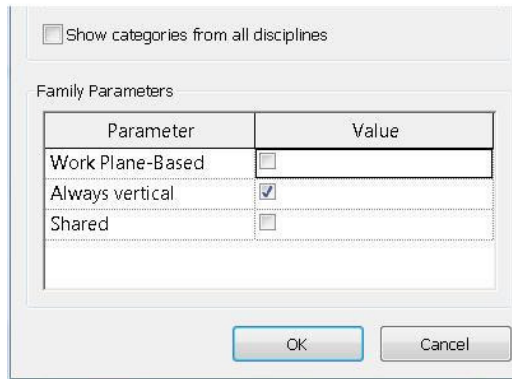 Show categories from all disciplines
Family Parameters
Parameter Value
Work Plane-Based
Always vertical
Shared
OK Cancel